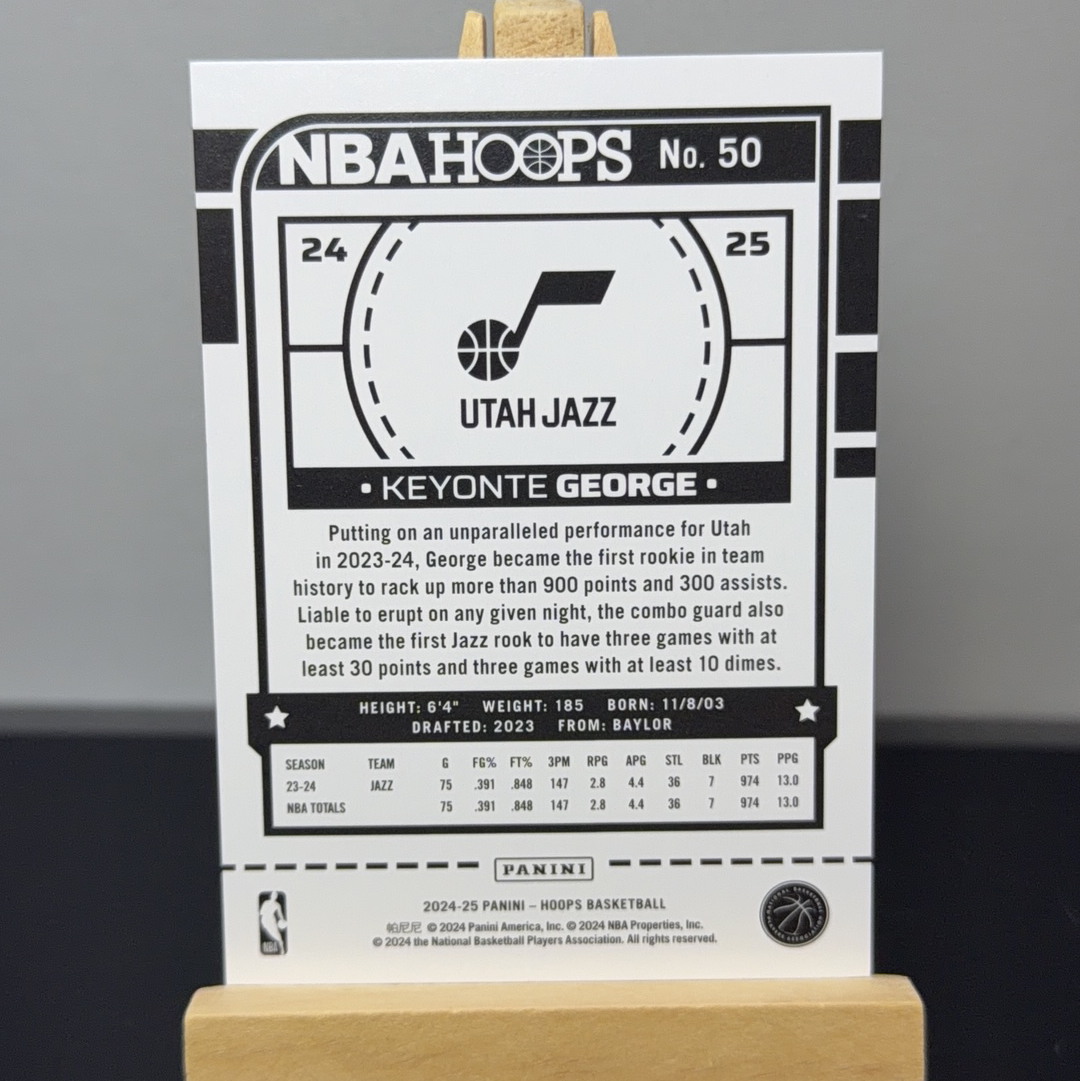 NBA HOOPS No. 50
24 25
UTAH JAZZ
• KEYONTE GEORGE •
Putting on an unparalleled performance for Utah
in 2023-24, George became the first rookie in team
history to rack up more than 900 points and 300 assists.
Liable to erupt on any given night, the combo guard also
became the first Jazz rook to have three games with at
least 30 points and three games with at least 10 dimes.
HEIGHT: 6'4" WEIGHT: 185 BORN: 11/8/03
DRAFTED: 2023 FROM: BAYLOR
SEASON TEAM G FG% FT% 3PM RPG APG STL BLK PTS PPG
23-24 JAZZ 75 .391 .848 147 2.8 4.4 36 7 974 13.0
NBA TOTALS 75 .391 .848 147 2.8 4.4 36 7 974 13.0
PANINI
2024-25 PANINI – HOOPS BASKETBALL
帕尼尼 © 2024 Panini America, Inc. © 2024 NBA Properties, Inc.
© 2024 the National Basketball Players Association. All rights reserved.
NBA
NATIONAL BASKETBALL PLAYERS ASSOCIATION